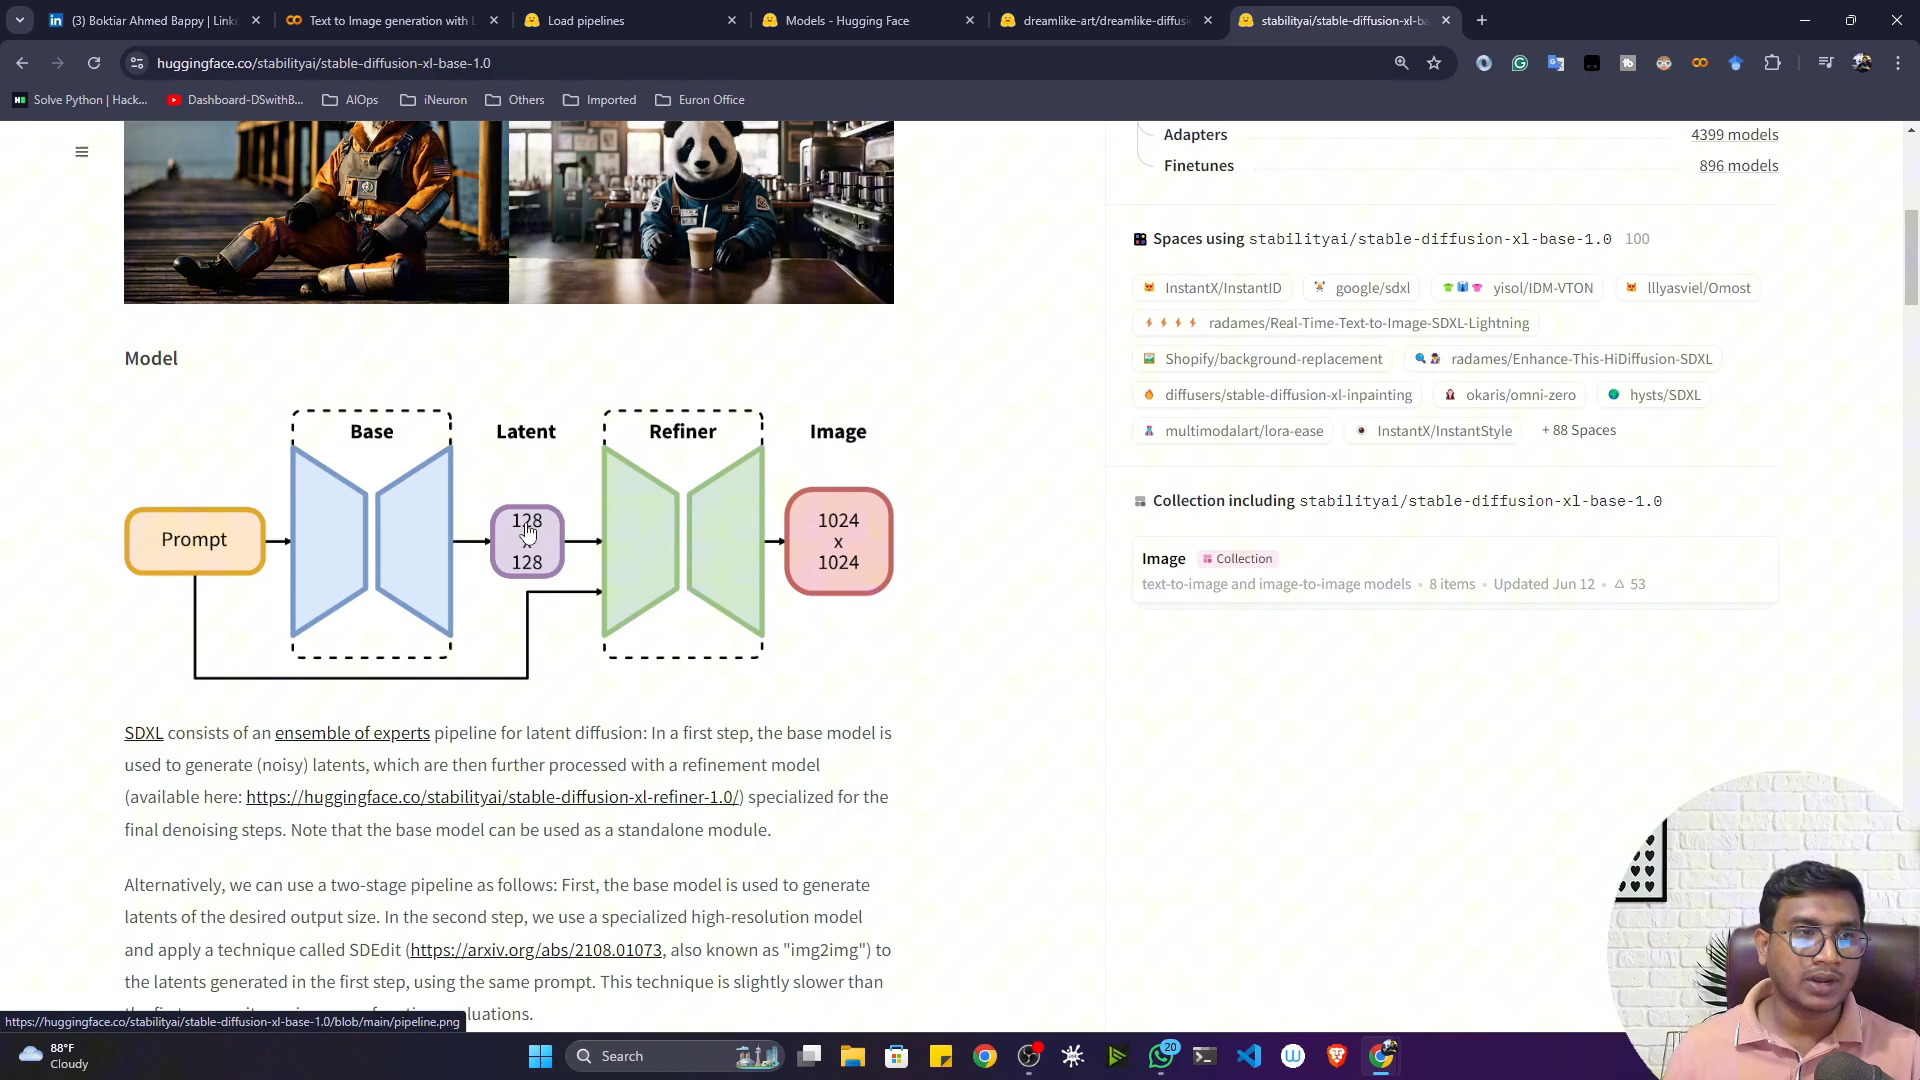 (3) Boktiar Ahmed Bappy | Linke
Text to Image generation with L
Load pipelines
Models - Hugging Face
dreamlike-art/dreamlike-diffusi
stabilityai/stable-diffusion-xl-ba
huggingface.co/stabilityai/stable-diffusion-xl-base-1.0
Solve Python | Hack...
Dashboard-DSwithB...
AIOps
iNeuron
Others
Imported
Euron Office
Adapters
4399 models
Finetunes
896 models
Spaces using stabilityai/stable-diffusion-xl-base-1.0 100
InstantX/InstantID
google/sdxl
yisol/IDM-VTON
lllyasviel/Omost
radames/Real-Time-Text-to-Image-SDXL-Lightning
Shopify/background-replacement
radames/Enhance-This-HiDiffusion-SDXL
diffusers/stable-diffusion-xl-inpainting
okaris/omni-zero
hysts/SDXL
multimodalart/lora-ease
InstantX/InstantStyle
+ 88 Spaces
Collection including stabilityai/stable-diffusion-xl-base-1.0
Image Collection
text-to-image and image-to-image models • 8 items • Updated Jun 12 • 53
Model
Base
Latent
Refiner
Image
Prompt
128
x
128
1024
x
1024
SDXL consists of an ensemble of experts pipeline for latent diffusion: In a first step, the base model is
used to generate (noisy) latents, which are then further processed with a refinement model
(available here: https://huggingface.co/stabilityai/stable-diffusion-xl-refiner-1.0/) specialized for the
final denoising steps. Note that the base model can be used as a standalone module.
Alternatively, we can use a two-stage pipeline as follows: First, the base model is used to generate
latents of the desired output size. In the second step, we use a specialized high-resolution model
and apply a technique called SDEdit (https://arxiv.org/abs/2108.01073, also known as "img2img") to
the latents generated in the first step, using the same prompt. This technique is slightly slower than
luations.
https://huggingface.co/stabilityai/stable-diffusion-xl-base-1.0/blob/main/pipeline.png
88°F
Cloudy
Search
20